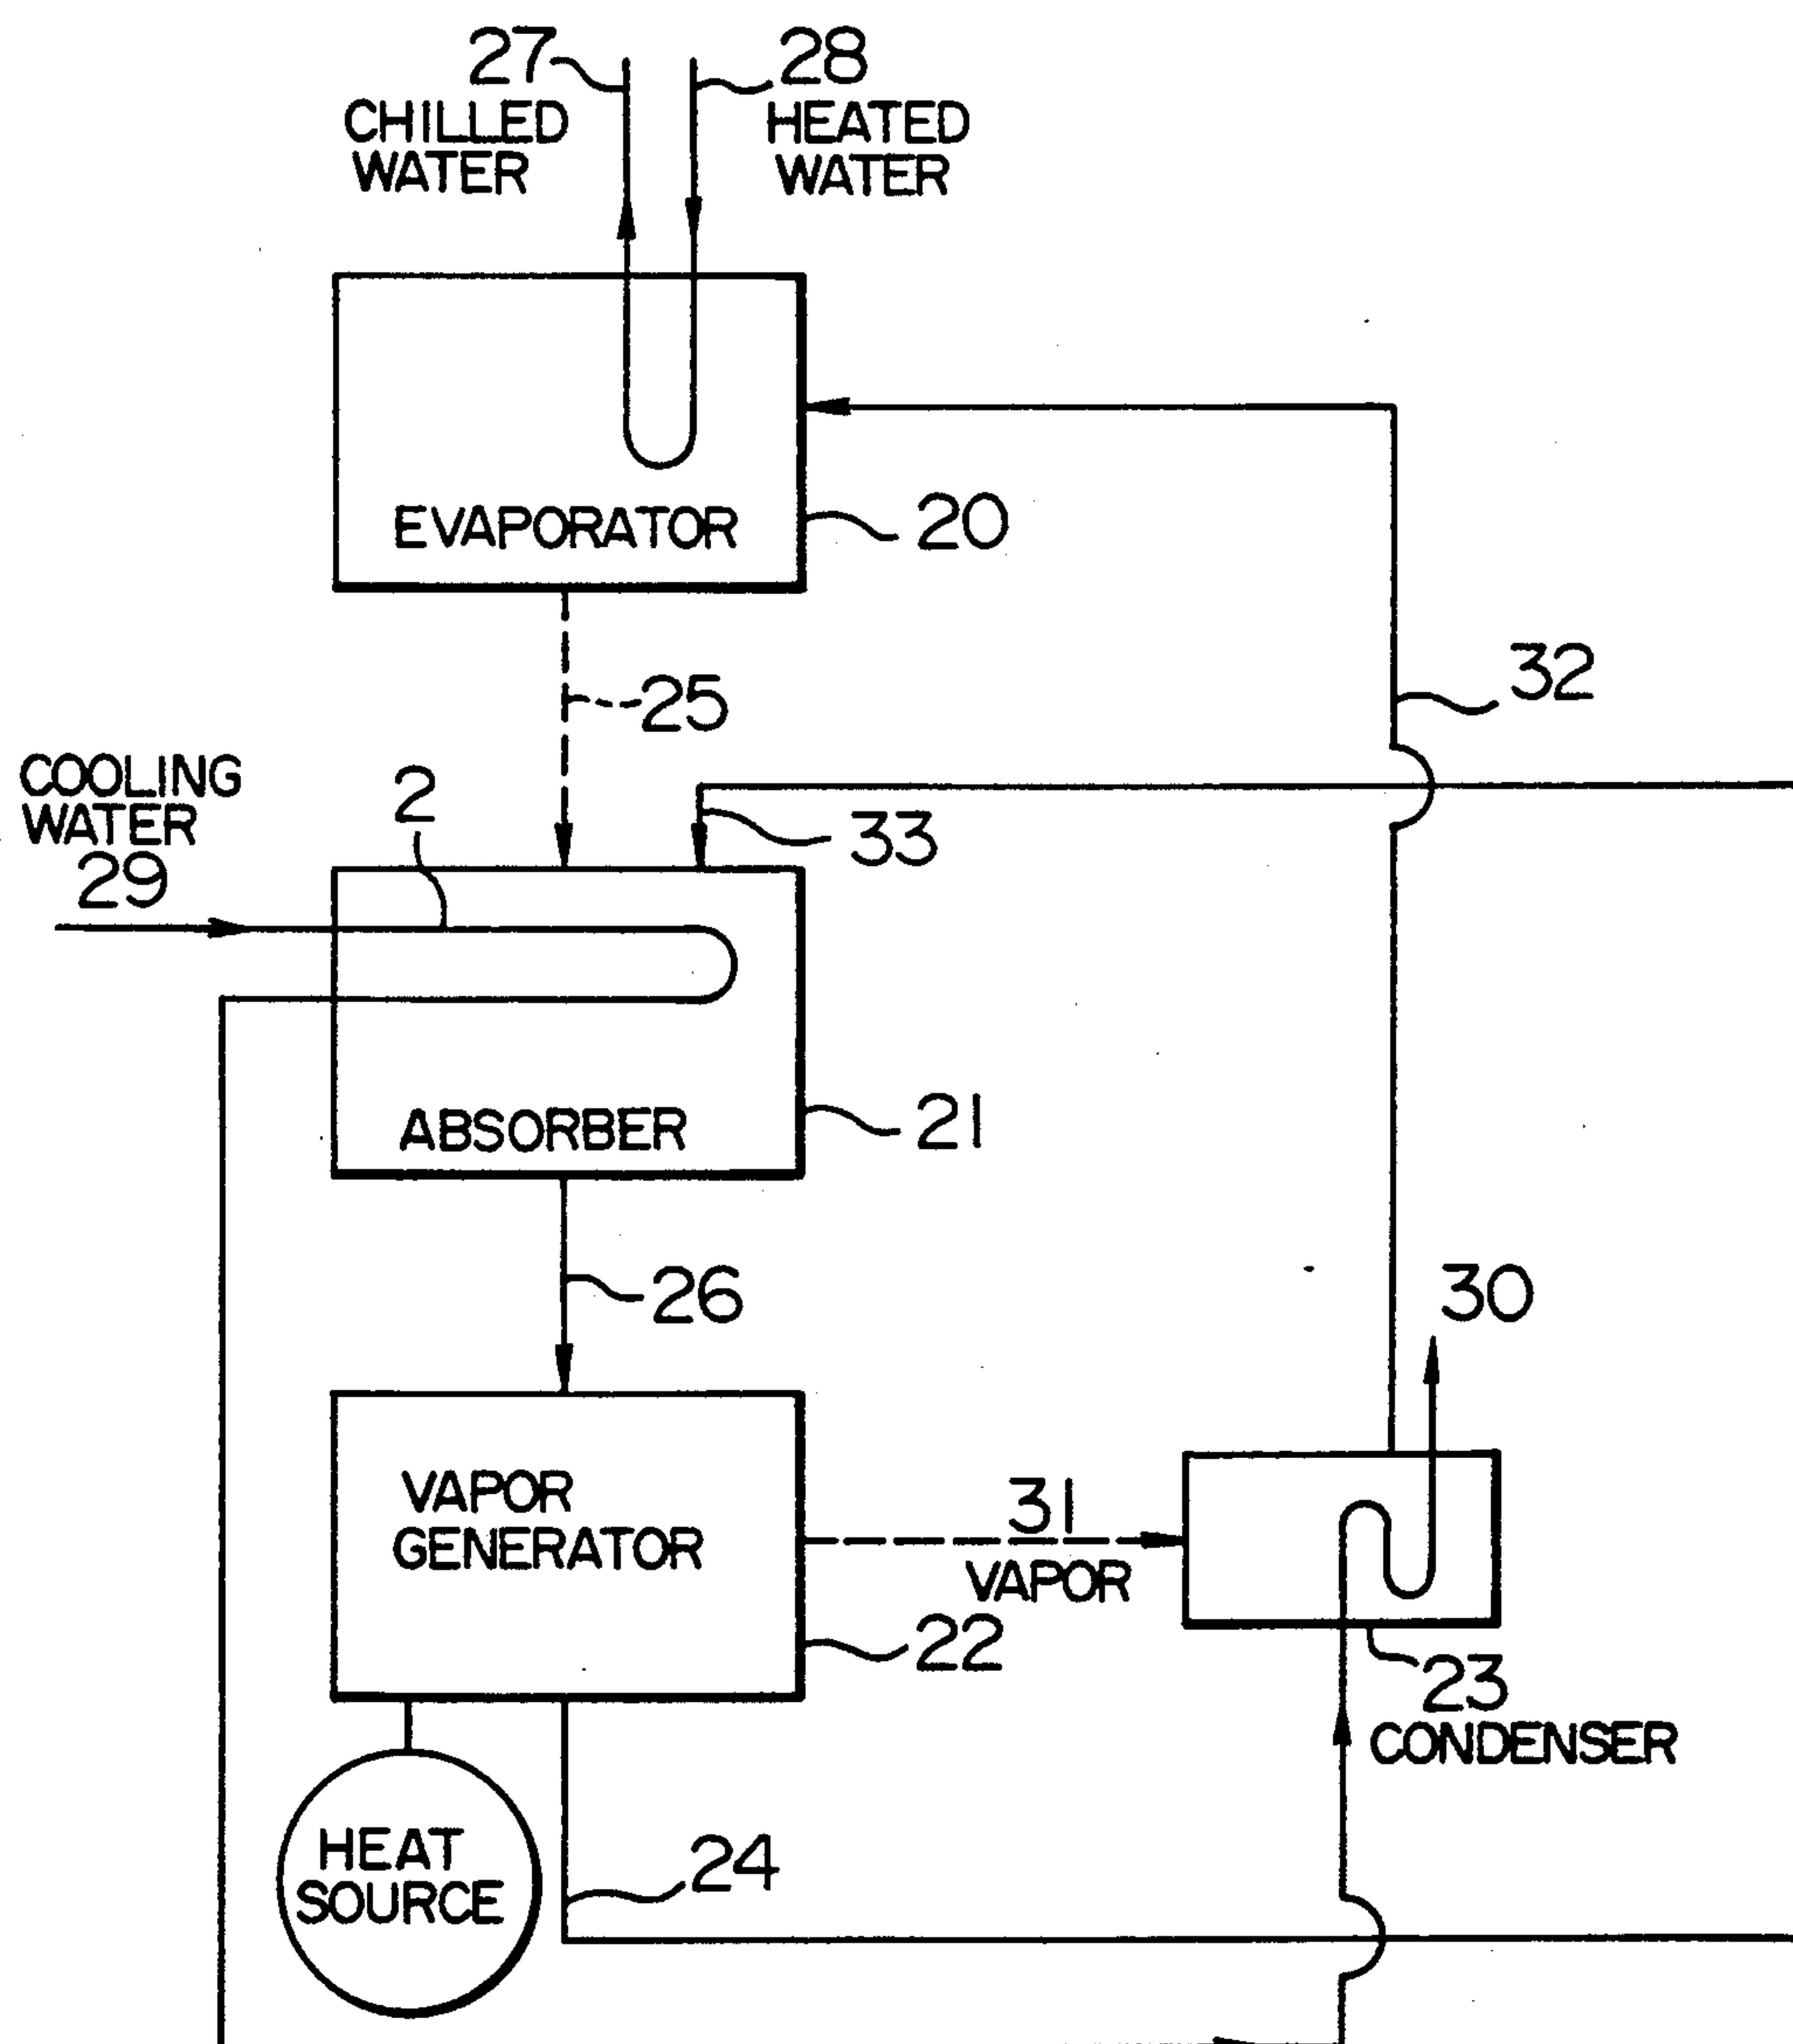 27
28
CHILLED
WATER
HEATED
WATER
EVAPORATOR
20
25
32
COOLING
WATER
29
2
33
ABSORBER
21
26
30
VAPOR
GENERATOR
31
VAPOR
22
23
CONDENSER
HEAT
SOURCE
24